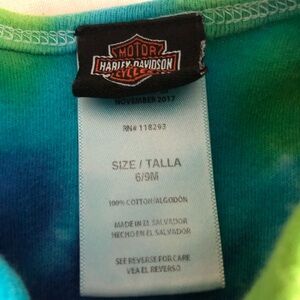 MOTOR
HARLEY-DAVIDSON
CYCLES
NOVEMBER 2017
RN# 118293
SIZE / TALLA
6/9M
100% COTTON/ALGODÓN
MADE IN EL SALVADOR
HECHO EN EL SALVADOR
SEE REVERSE FOR CARE
VEA EL REVERSO